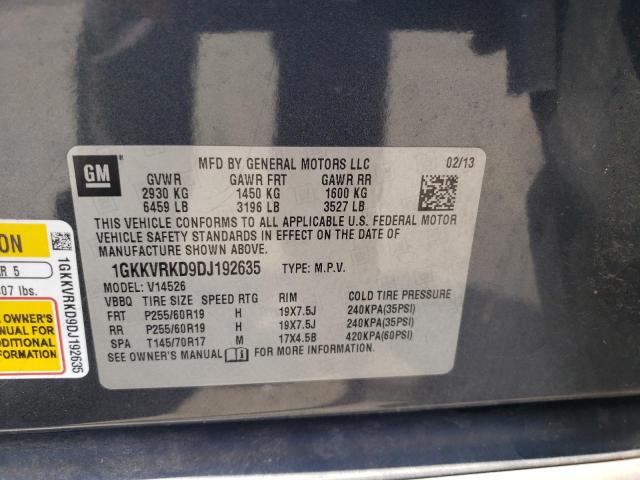 GM
MFD BY GENERAL MOTORS LLC 02/13
GVWR GAWR FRT GAWR RR
2930 KG 1450 KG 1600 KG
6459 LB 3196 LB 3527 LB
THIS VEHICLE CONFORMS TO ALL APPLICABLE U.S. FEDERAL MOTOR
VEHICLE SAFETY STANDARDS IN EFFECT ON THE DATE OF
MANUFACTURE SHOWN ABOVE.
1GKKVRKD9DJ192635 TYPE: M.P.V.
MODEL: V14526
VBBQ TIRE SIZE SPEED RTG RIM COLD TIRE PRESSURE
FRT P255/60R19 H 19X7.5J 240KPA(35PSI)
RR P255/60R19 H 19X7.5J 240KPA(35PSI)
SPA T145/70R17 M 17X4.5B 420KPA(60PSI)
SEE OWNER'S MANUAL FOR MORE INFORMATION
ON
R 5
07 lbs.
OWNER'S
NUAL FOR
DDITIONAL
FORMATION
1GKKVRKD9DJ192635